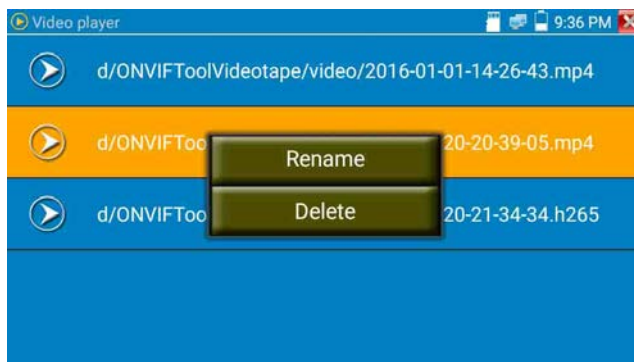 Video player 9:36 PM
d/ONVIFToolVideotape/video/2016-01-01-14-26-43.mp4
d/ONVIFToo 20-20-39-05.mp4
Rename
Delete
d/ONVIFToo 20-21-34-34.h265